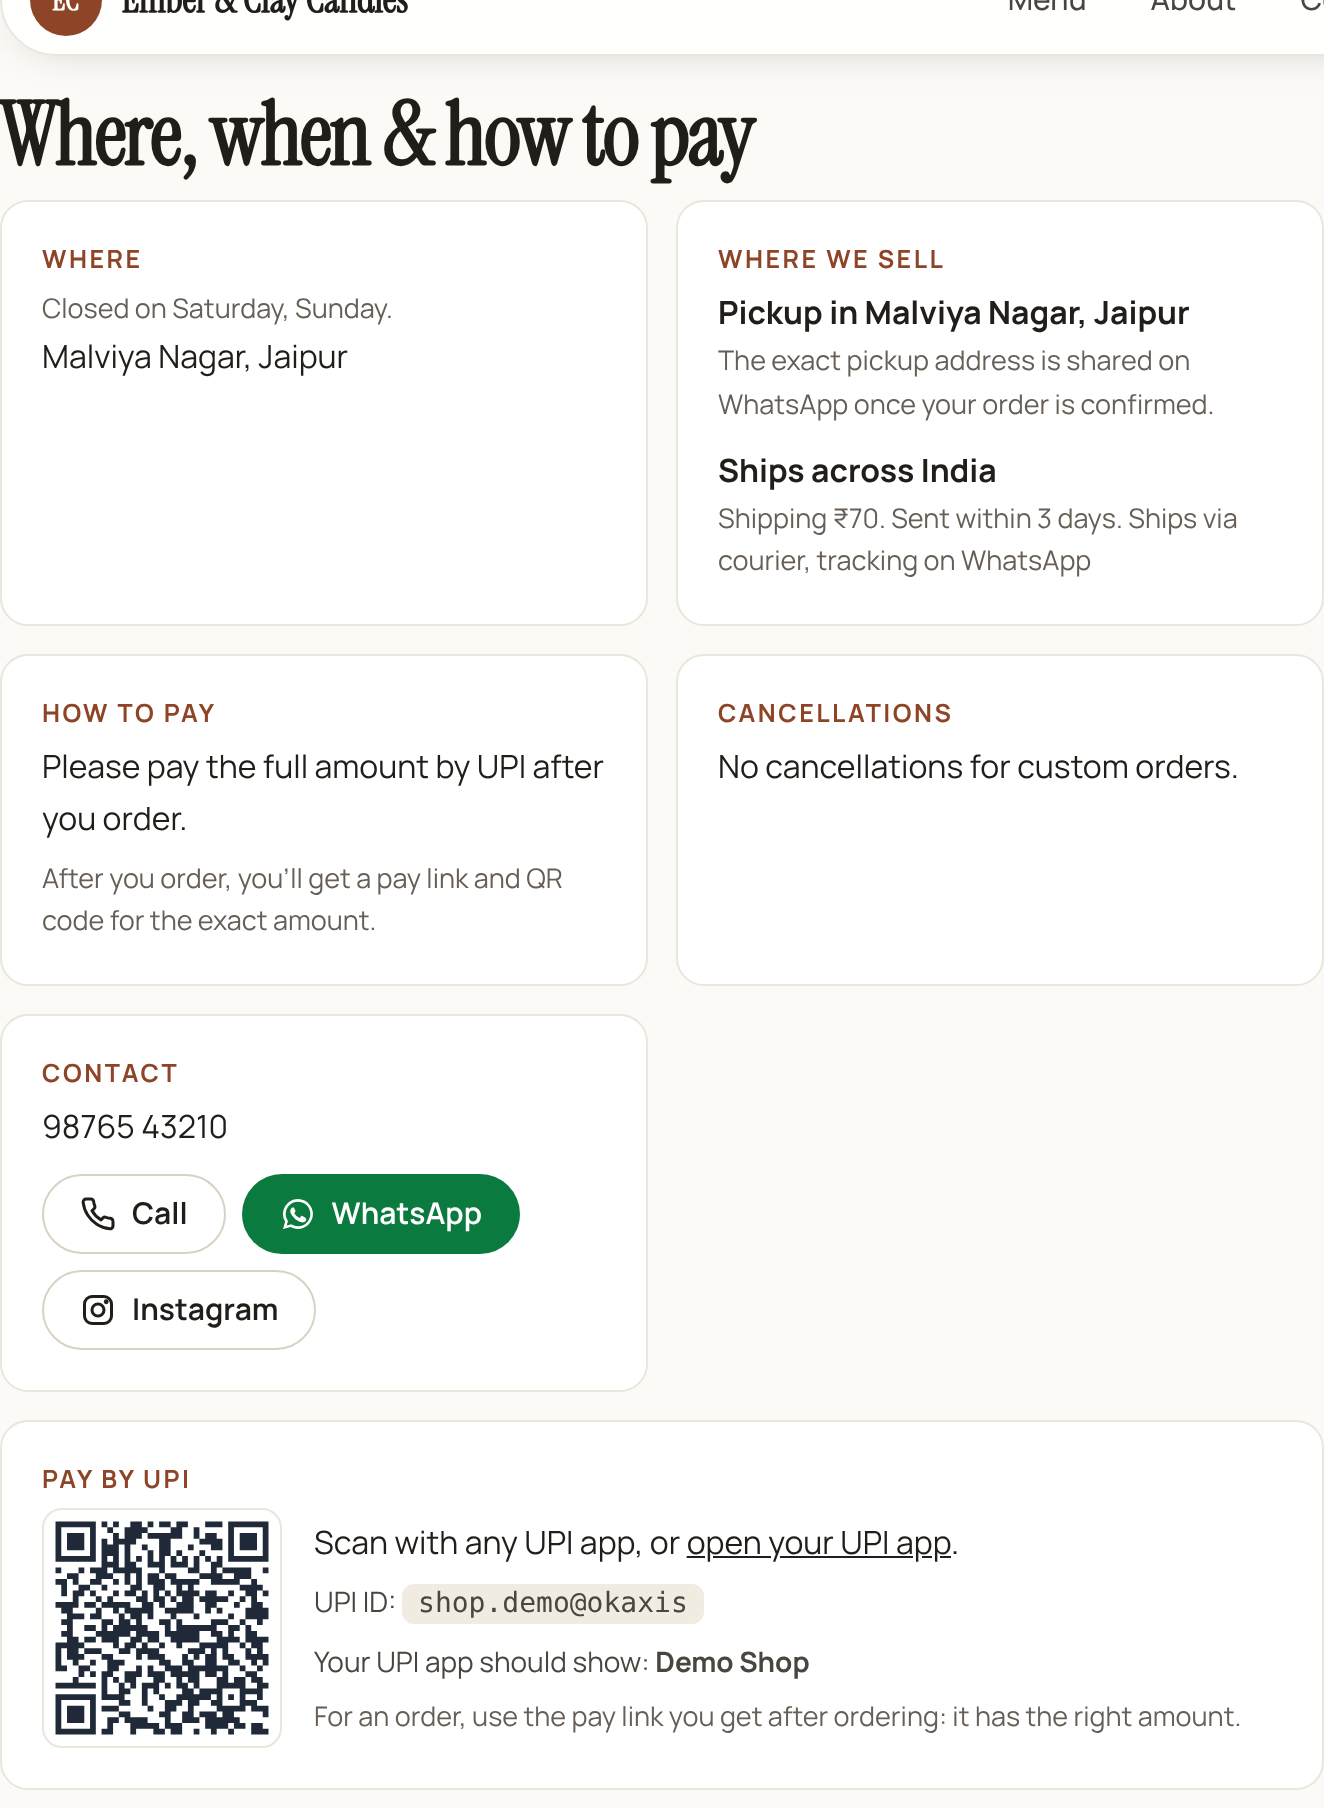 EC Ember & Clay Candles
Menu About
Where, when & how to pay
WHERE
Closed on Saturday, Sunday.
Malviya Nagar, Jaipur
WHERE WE SELL
Pickup in Malviya Nagar, Jaipur
The exact pickup address is shared on
WhatsApp once your order is confirmed.
Ships across India
Shipping ₹70. Sent within 3 days. Ships via
courier, tracking on WhatsApp
HOW TO PAY
Please pay the full amount by UPI after
you order.
After you order, you’ll get a pay link and QR
code for the exact amount.
CANCELLATIONS
No cancellations for custom orders.
CONTACT
98765 43210
Call
WhatsApp
Instagram
PAY BY UPI
Scan with any UPI app, or open your UPI app.
UPI ID: shop.demo@okaxis
Your UPI app should show: Demo Shop
For an order, use the pay link you get after ordering: it has the right amount.